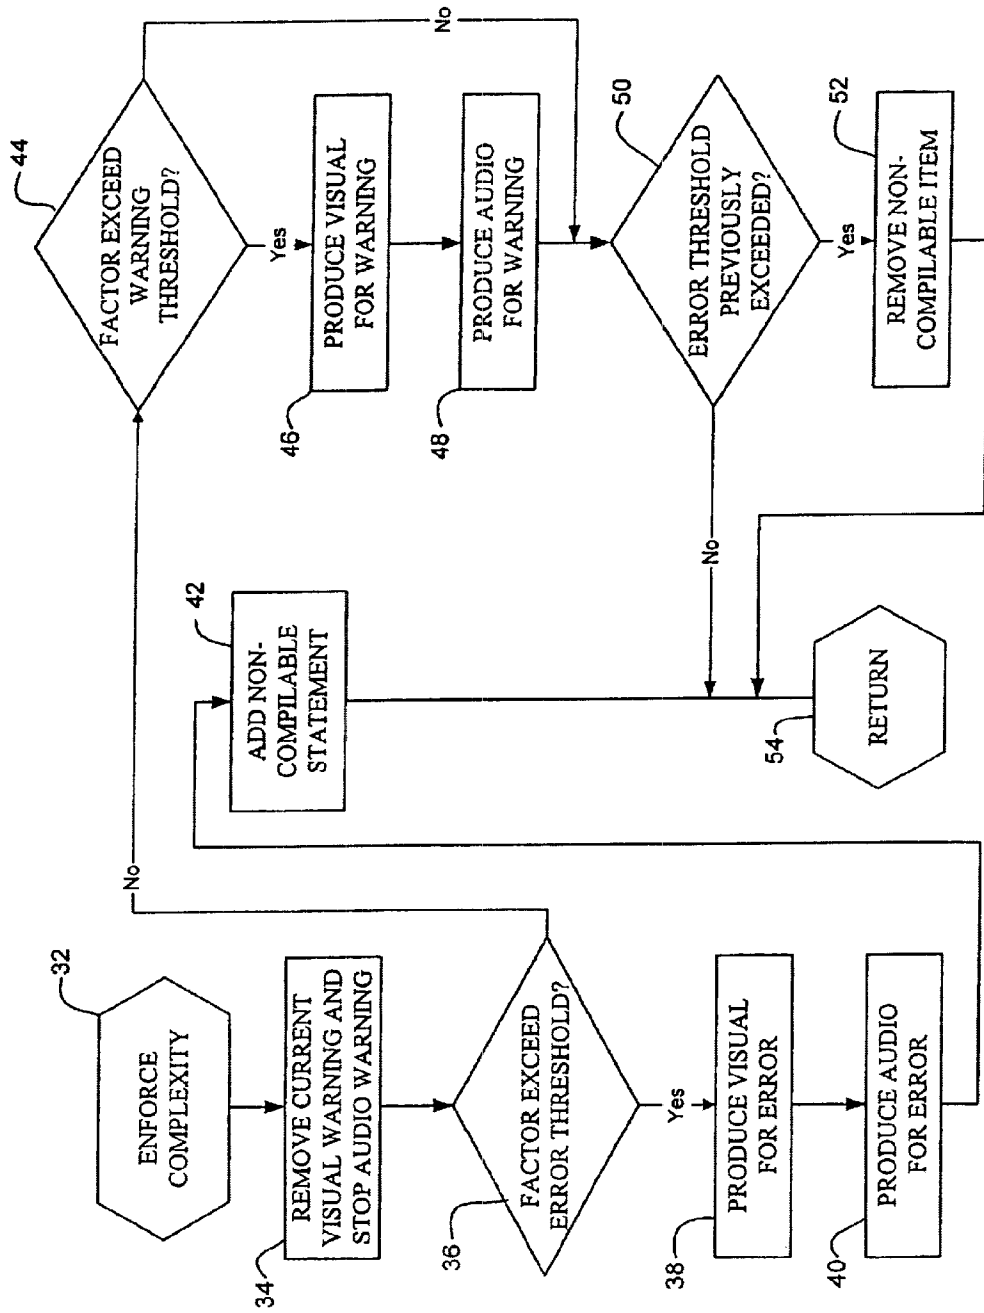 32
ENFORCE
COMPLEXITY
34
REMOVE CURRENT
VISUAL WARNING AND
STOP AUDIO WARNING
36
FACTOR EXCEED
ERROR THRESHOLD?
No
Yes
38
PRODUCE VISUAL
FOR ERROR
40
PRODUCE AUDIO
FOR ERROR
42
ADD NON-
COMPILABLE
STATEMENT
44
FACTOR EXCEED
WARNING
THRESHOLD?
No
Yes
46
PRODUCE VISUAL
FOR WARNING
48
PRODUCE AUDIO
FOR WARNING
50
ERROR THRESHOLD
PREVIOUSLY
EXCEEDED?
No
Yes
52
REMOVE NON-
COMPILABLE ITEM
54
RETURN